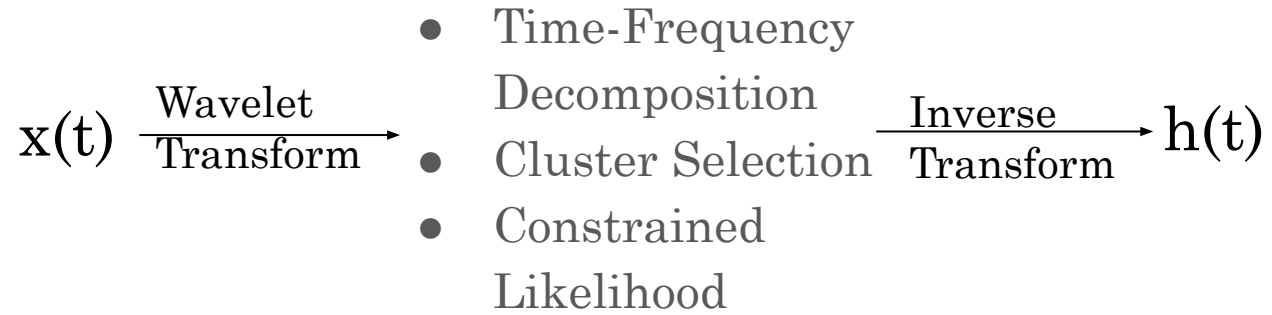 x(t)
Wavelet
Transform
● Time-Frequency
Decomposition
● Cluster Selection
● Constrained
Likelihood
Inverse
Transform
h(t)